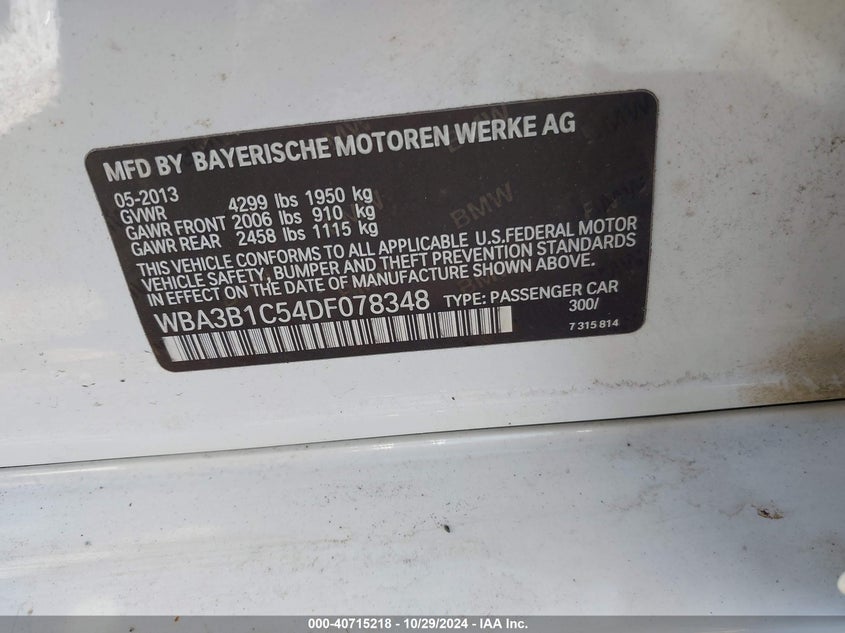 MFD BY BAYERISCHE MOTOREN WERKE AG
05-2013
GVWR 4299 lbs 1950 kg
GAWR FRONT 2006 lbs 910 kg
GAWR REAR 2458 lbs 1115 kg
THIS VEHICLE CONFORMS TO ALL APPLICABLE U.S.FEDERAL MOTOR
VEHICLE SAFETY, BUMPER AND THEFT PREVENTION STANDARDS
IN EFFECT ON THE DATE OF MANUFACTURE SHOWN ABOVE.
WBA3B1C54DF078348 TYPE: PASSENGER CAR
300/
7 315 814
BMW
000-40715218 - 10/29/2024 - IAA Inc.